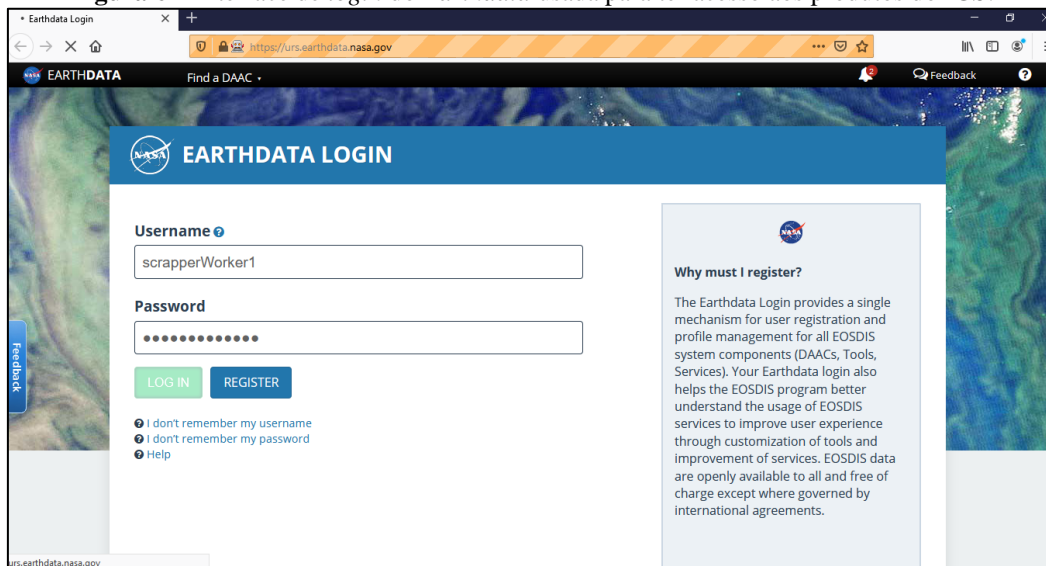 Earthdata Login
https://urs.earthdata.nasa.gov
EARTHDATA
Find a DAAC
2
Feedback
?
NASA
EARTHDATA LOGIN
Username
scrapperWorker1
Password
LOG IN
REGISTER
I don't remember my username
I don't remember my password
Help
Feedback
NASA
Why must I register?
The Earthdata Login provides a single
mechanism for user registration and
profile management for all EOSDIS
system components (DAACs, Tools,
Services). Your Earthdata login also
helps the EOSDIS program better
understand the usage of EOSDIS
services to improve user experience
through customization of tools and
improvement of services. EOSDIS data
are openly available to all and free of
charge except where governed by
international agreements.
urs.earthdata.nasa.gov